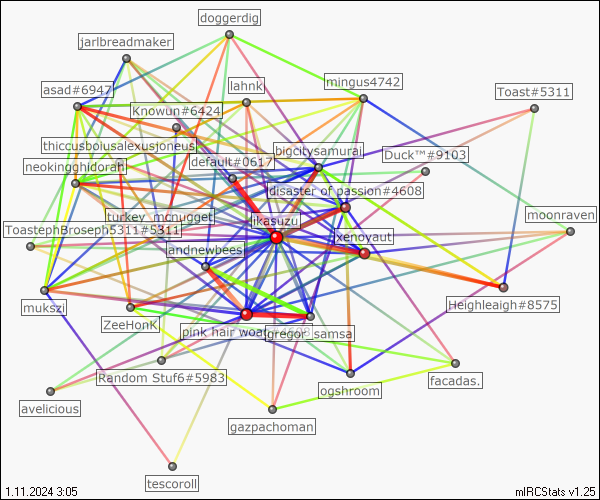 doggerdig
jarlbreadmaker
mingus4742
asad#6947
lahnk
Toast#5311
Knowun#6424
thiccusboiusalexusjoneus
bigcitysamurai
Duck™#9103
neokingghidorah
default#0617
disaster of passion#4608
turkey_mcnugget
jkasuzu
moonraven
ToastephBroseph5311#5311
xenoyaut
andnewbees
mukszi
Heighleaigh#8575
ZeeHonK
pink hair woa
gregor_samsa
Random Stuf6#5983
ogshroom
facadas.
avelicious
gazpachoman
tescoroll
1.11.2024 3:05
mIRCStats v1.25